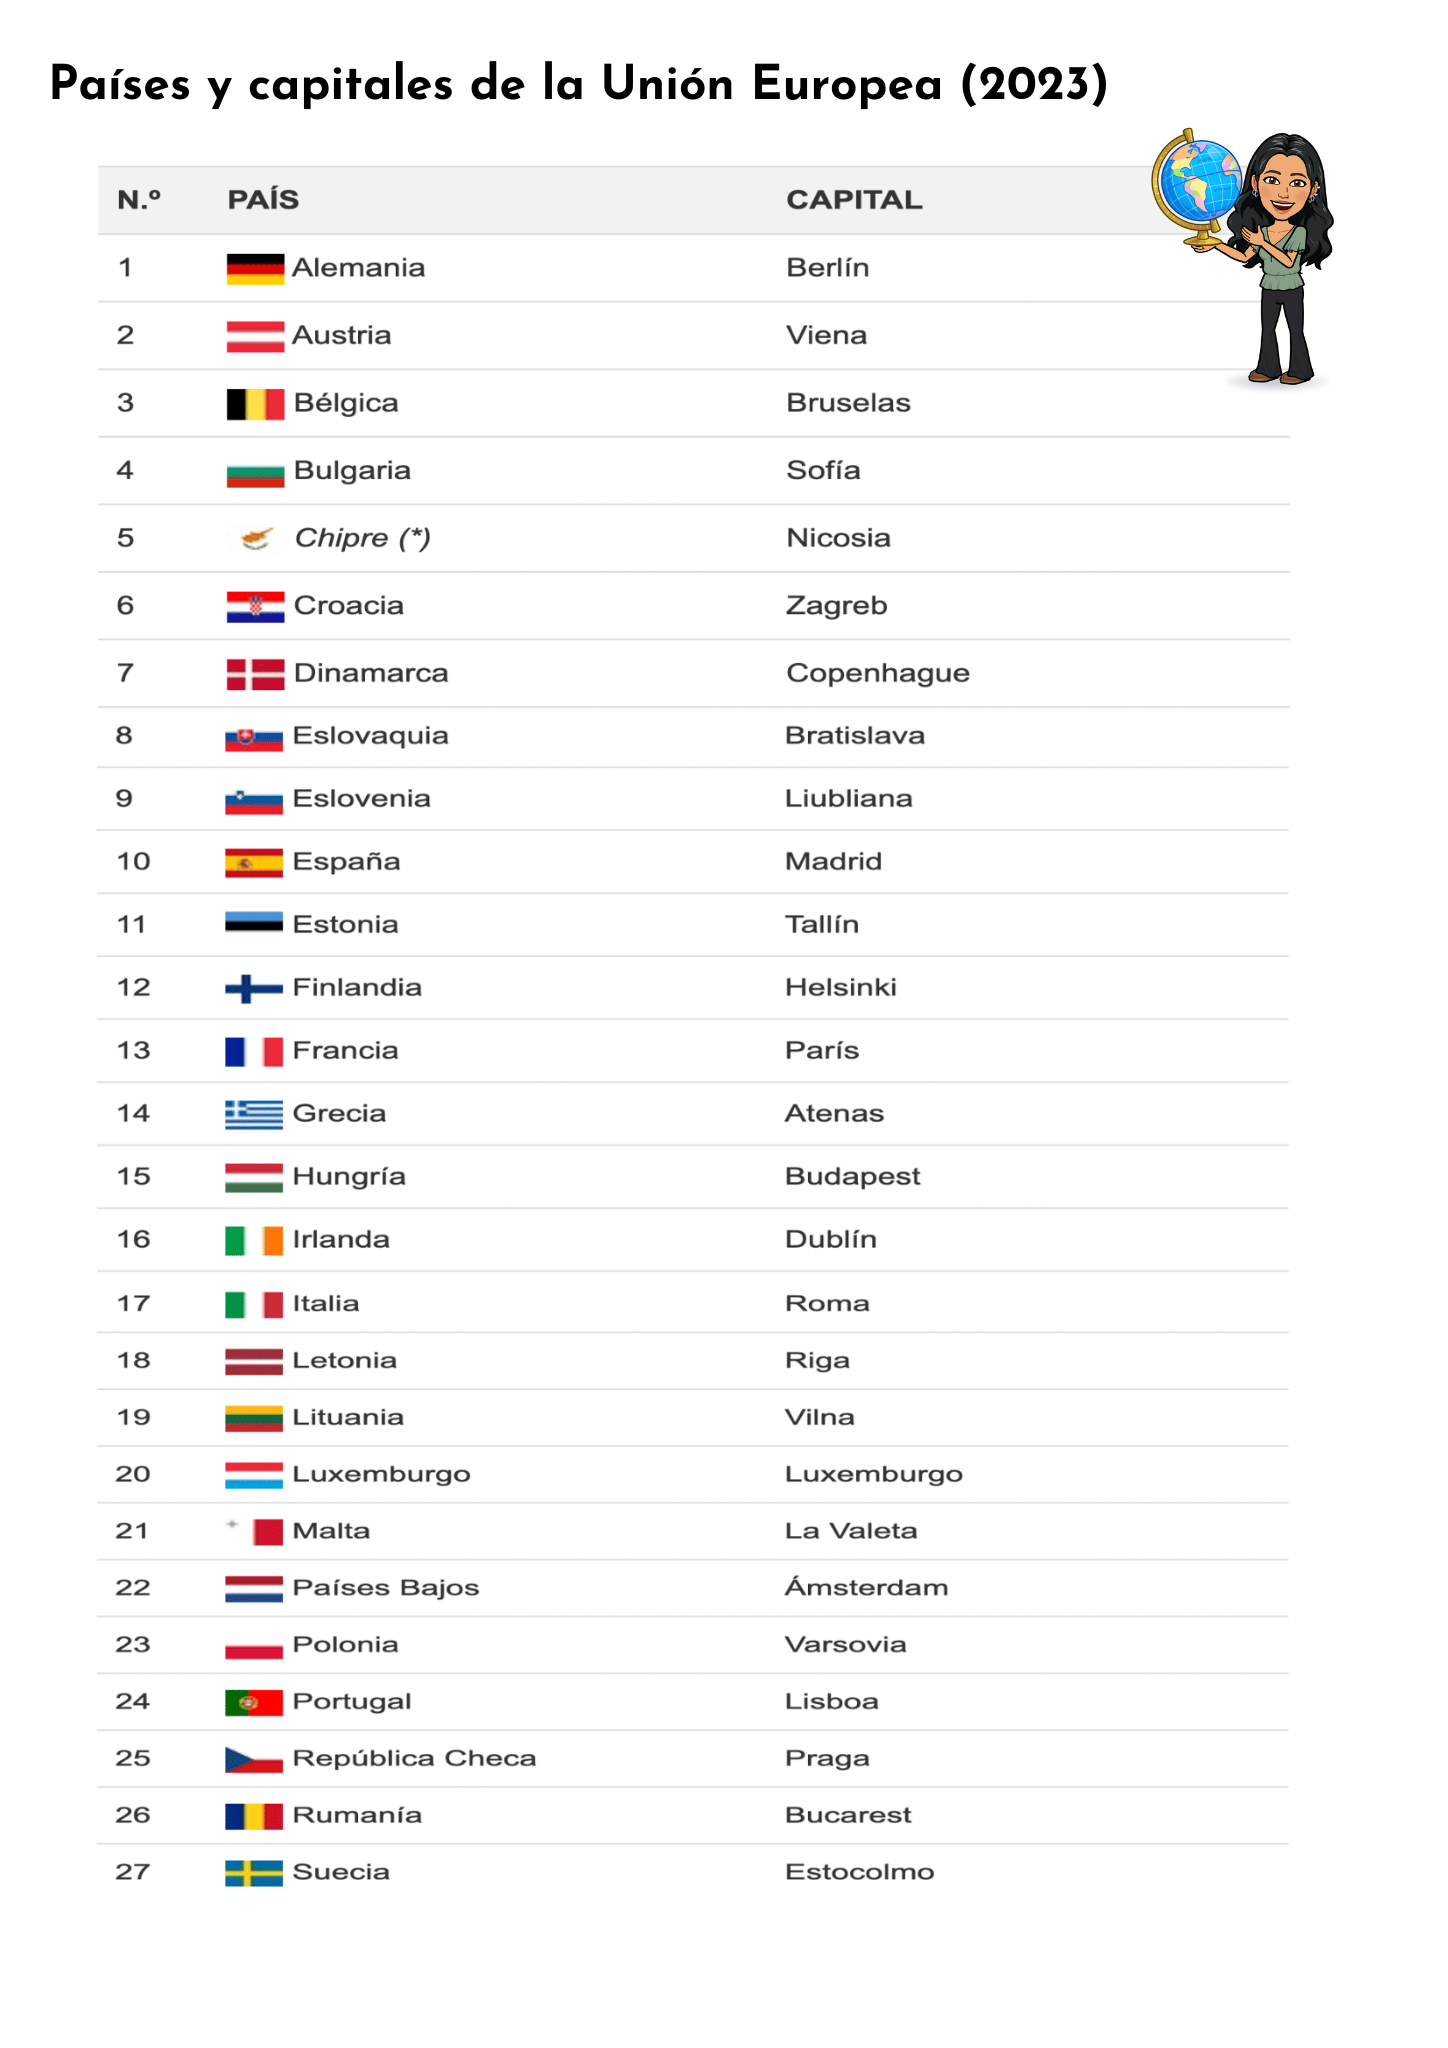 Países y capitales de la Unión Europea (2023)
N.º PAÍS CAPITAL
1 Alemania Berlín
2 Austria Viena
3 Bélgica Bruselas
4 Bulgaria Sofía
5 Chipre (*) Nicosia
6 Croacia Zagreb
7 Dinamarca Copenhague
8 Eslovaquia Bratislava
9 Eslovenia Liubliana
10 España Madrid
11 Estonia Tallín
12 Finlandia Helsinki
13 Francia París
14 Grecia Atenas
15 Hungría Budapest
16 Irlanda Dublín
17 Italia Roma
18 Letonia Riga
19 Lituania Vilna
20 Luxemburgo Luxemburgo
21 Malta La Valeta
22 Países Bajos Ámsterdam
23 Polonia Varsovia
24 Portugal Lisboa
25 República Checa Praga
26 Rumanía Bucarest
27 Suecia Estocolmo